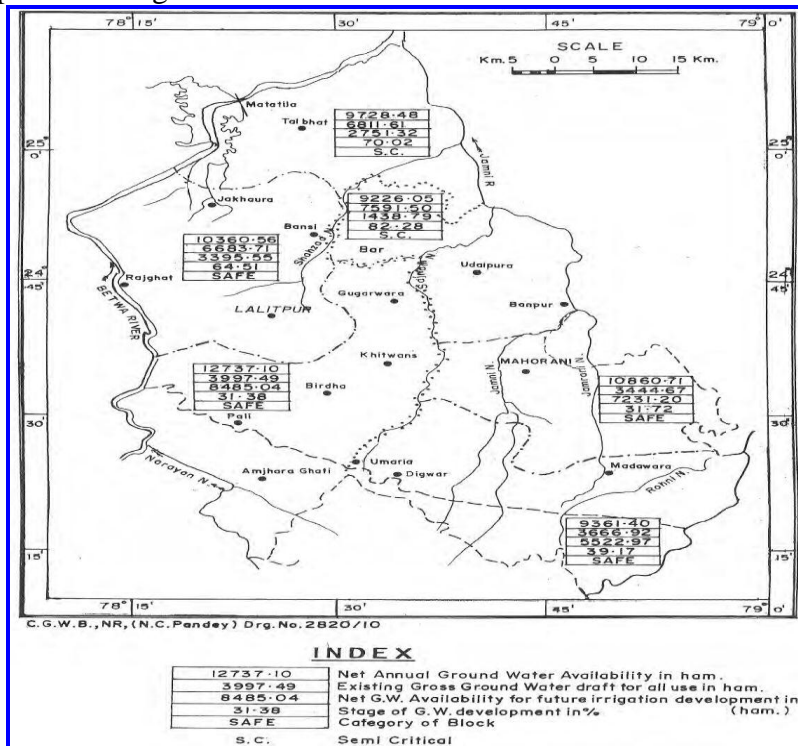 78° 15' 30' 45' 79° 0'
SCALE
Km. 5 0 5 10 15 Km.
Matatila
Talbhat
9728.48
6811.61
2751.32
70.02
S.C.
25° 0'
24° 0'
Jamni R
Jakhaura
Bansi
Shahzad N.
9226.05
7591.50
1438.79
82.28
S.C.
Bar
10360.56
6683.71
3395.55
64.51
SAFE
Udaipura
24° 45'
45'
Rajghat
BETWA RIVER
LALITPUR
Gugarwara
Banpur
Khitwans
MAHORANI
Jamni N.
Jamrani N.
12737.10
3997.49
8485.04
31.38
SAFE
Birdha
10860.71
3444.67
7231.20
31.72
SAFE
30'
30'
Pali
Narayan N.
Amjhara Ghati
Umaria
Digwar
Madawara
Rohni N.
9361.40
3666.92
5522.97
39.17
SAFE
15'
15'
78° 15' 30' 45' 79° 0'
C.G.W.B.,NR,(N.C.Pandey) Drg.No.2820/10
INDEX
12737.10 Net Annual Ground Water Availability in ham.
3997.49 Existing Gross Ground Water draft for all use in ham.
8485.04 Net G.W. Availability for future irrigation development in (ham.)
31.38 Stage of G.W. development in%
SAFE Category of Block
S.C. Semi Critical